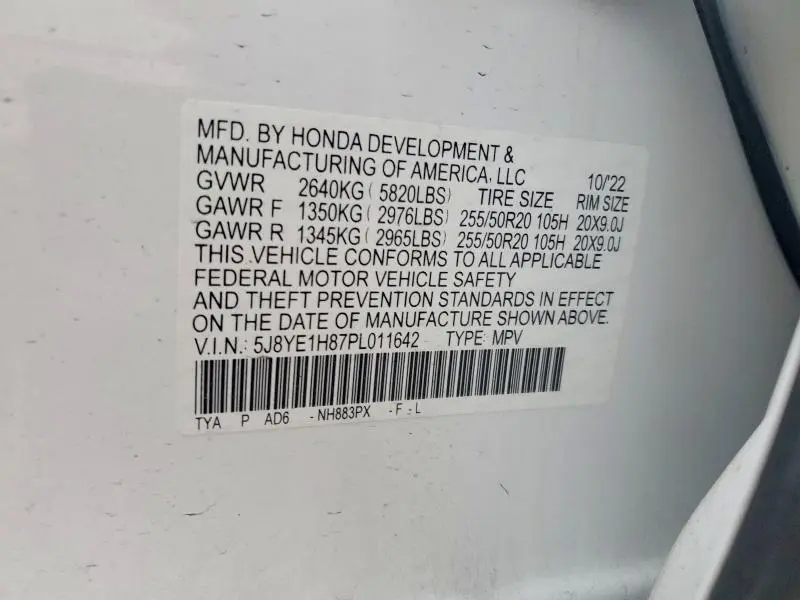 MFD. BY HONDA DEVELOPMENT &
MANUFACTURING OF AMERICA, LLC 10/'22
GVWR 2640KG ( 5820LBS) TIRE SIZE RIM SIZE
GAWR F 1350KG ( 2976LBS) 255/50R20 105H 20X9.0J
GAWR R 1345KG ( 2965LBS) 255/50R20 105H 20X9.0J
THIS VEHICLE CONFORMS TO ALL APPLICABLE
FEDERAL MOTOR VEHICLE SAFETY
AND THEFT PREVENTION STANDARDS IN EFFECT
ON THE DATE OF MANUFACTURE SHOWN ABOVE.
V.I.N.: 5J8YE1H87PL011642 TYPE: MPV
TYA P AD6 -NH883PX -F-L